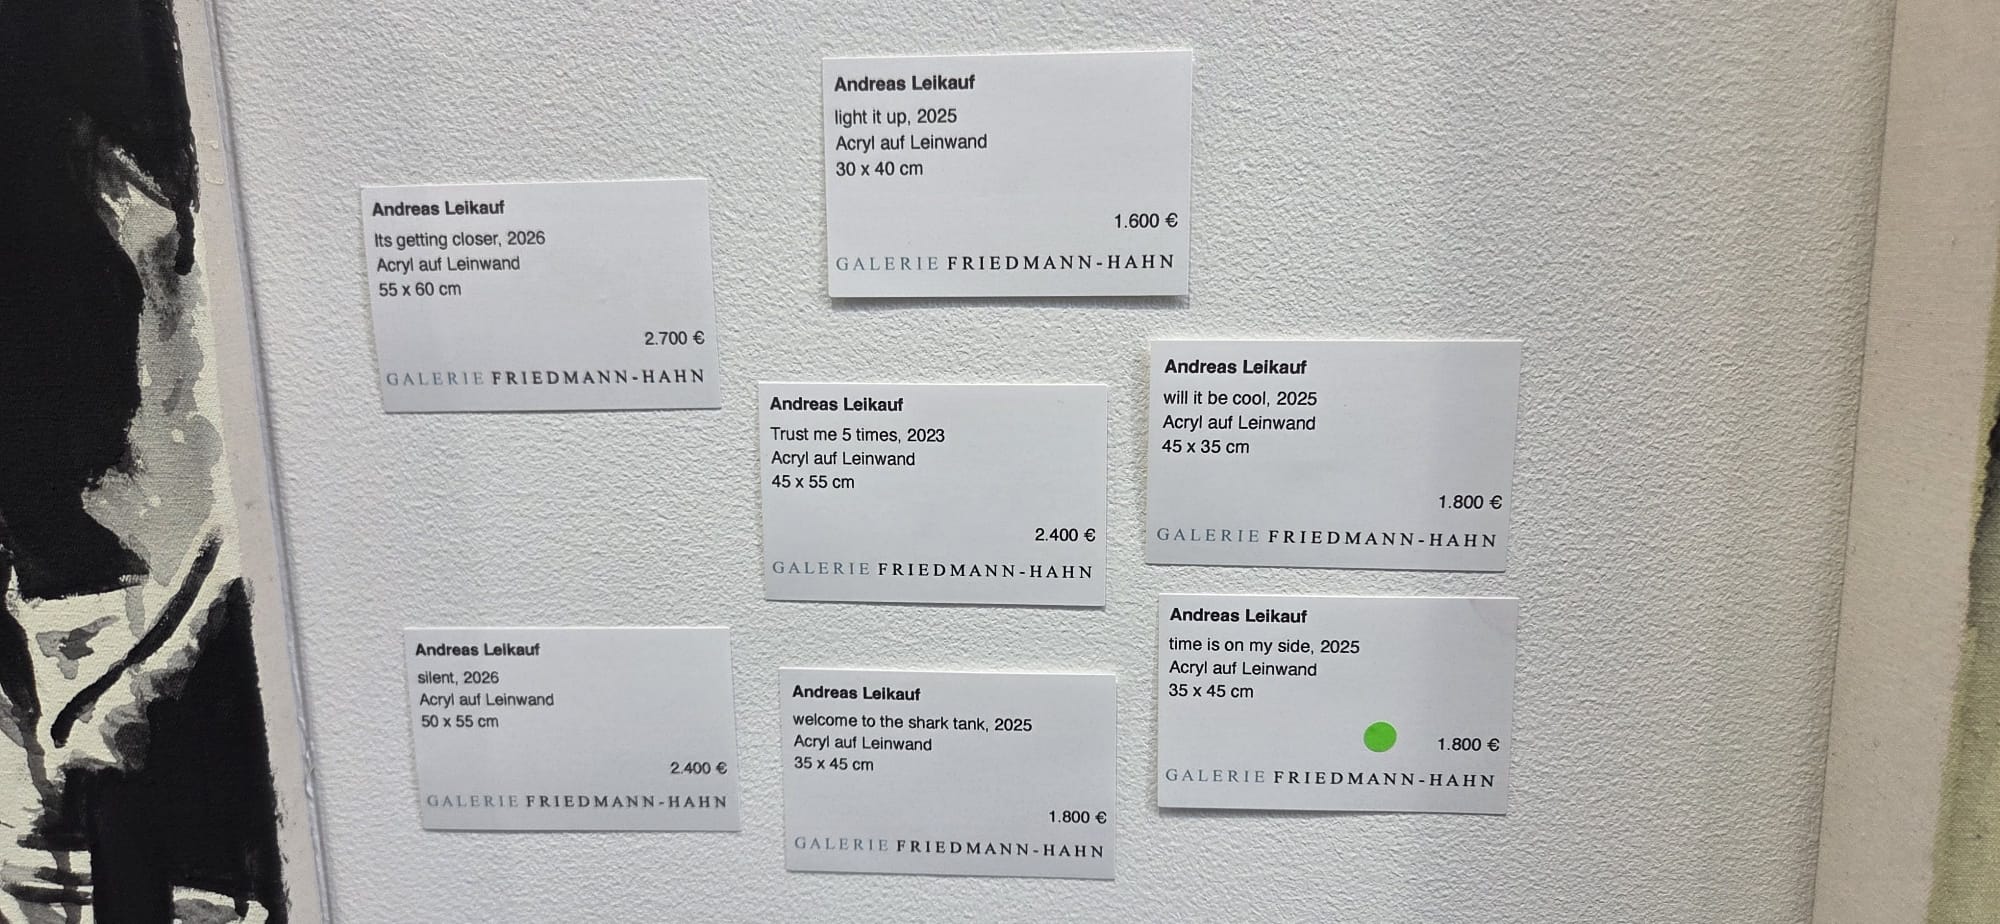 Andreas Leikauf
light it up, 2025
Acryl auf Leinwand
30 x 40 cm
1.600 €
GALERIE FRIEDMANN-HAHN
Andreas Leikauf
Its getting closer, 2026
Acryl auf Leinwand
55 x 60 cm
2.700 €
GALERIE FRIEDMANN-HAHN
Andreas Leikauf
Trust me 5 times, 2023
Acryl auf Leinwand
45 x 55 cm
2.400 €
GALERIE FRIEDMANN-HAHN
Andreas Leikauf
will it be cool, 2025
Acryl auf Leinwand
45 x 35 cm
1.800 €
GALERIE FRIEDMANN-HAHN
Andreas Leikauf
silent, 2026
Acryl auf Leinwand
50 x 55 cm
2.400 €
GALERIE FRIEDMANN-HAHN
Andreas Leikauf
welcome to the shark tank, 2025
Acryl auf Leinwand
35 x 45 cm
1.800 €
GALERIE FRIEDMANN-HAHN
Andreas Leikauf
time is on my side, 2025
Acryl auf Leinwand
35 x 45 cm
1.800 €
GALERIE FRIEDMANN-HAHN